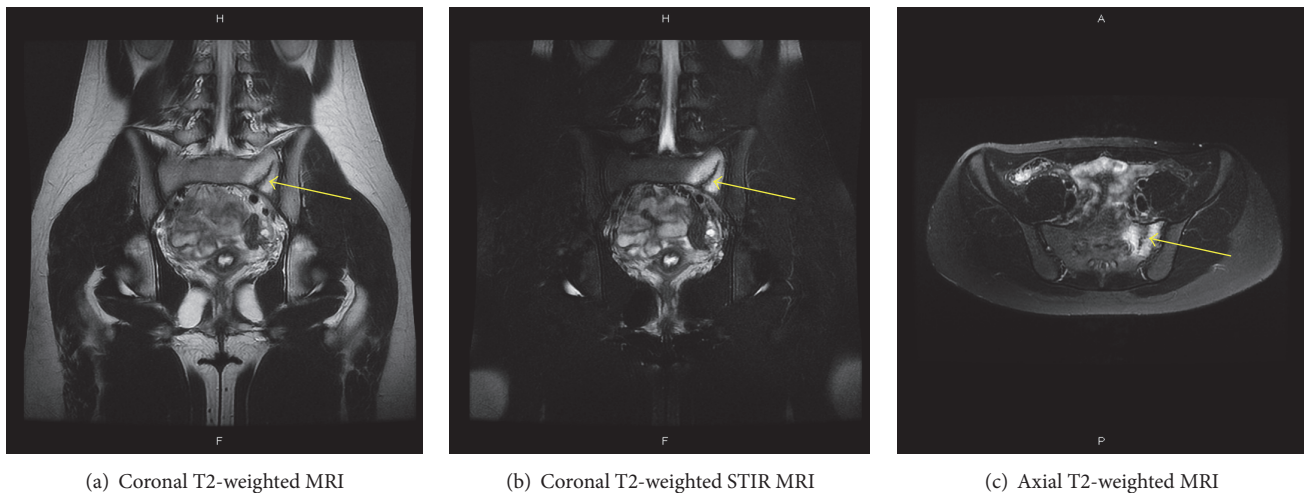 H
H
A
F
F
P
(a) Coronal T2-weighted MRI
(b) Coronal T2-weighted STIR MRI
(c) Axial T2-weighted MRI